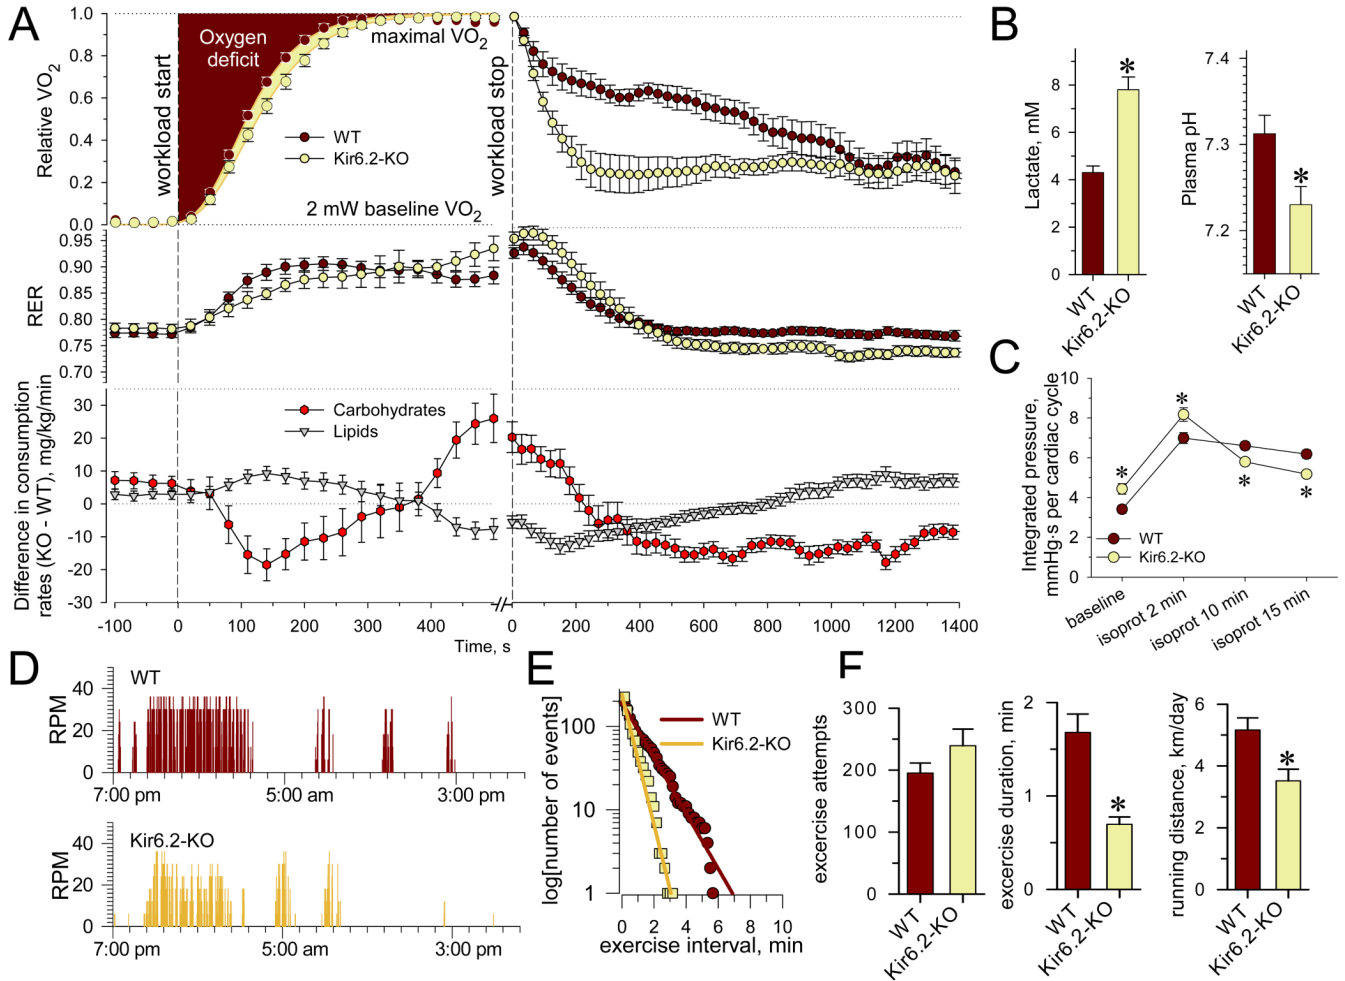 A
Relative VO2
1.0
0.8
0.6
0.4
0.2
0.0
workload start
Oxygen
deficit
maximal VO2
WT
Kir6.2-KO
2 mW baseline VO2
workload stop
RER
0.95
0.90
0.85
0.80
0.75
0.70
Difference in consumption
rates (KO - WT), mg/kg/min
30
20
10
0
-10
-20
-30
Carbohydrates
Lipids
-100 0 100 200 300 400 0 200 400 600 800 1000 1200 1400
Time, s
B
Lactate, mM
8
6
4
2
0
*
WT
Kir6.2-KO
Plasma pH
7.4
7.3
7.2
*
WT
Kir6.2-KO
C
Integrated pressure,
mmHg·s per cardiac cycle
10
8
6
4
2
0
* * * *
WT
Kir6.2-KO
baseline
isoprot 2 min
isoprot 10 min
isoprot 15 min
D
WT
RPM
40
20
0
7:00 pm 5:00 am 3:00 pm
Kir6.2-KO
RPM
40
20
0
7:00 pm 5:00 am 3:00 pm
E
log[number of events]
100
10
1
WT
Kir6.2-KO
0 2 4 6 8 10
exercise interval, min
F
excercise attempts
300
200
100
0
WT
Kir6.2-KO
exercise duration, min
2
1
0
*
WT
Kir6.2-KO
running distance, km/day
6
4
2
0
*
WT
Kir6.2-KO